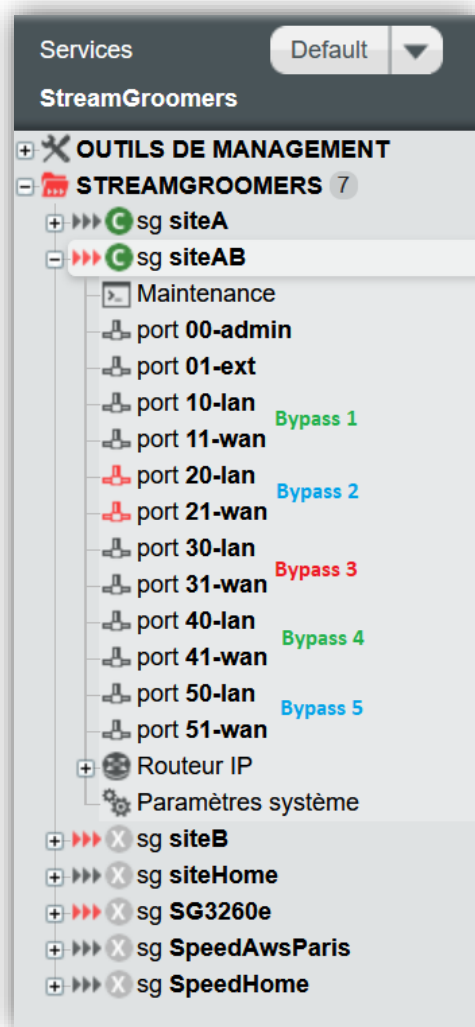 Services Default
StreamGroomers
OUTILS DE MANAGEMENT
STREAMGROOMERS 7
C sg siteA
C sg siteAB
Maintenance
port 00-admin
port 01-ext
port 10-lan
Bypass 1
port 11-wan
port 20-lan
Bypass 2
port 21-wan
port 30-lan
Bypass 3
port 31-wan
port 40-lan
Bypass 4
port 41-wan
port 50-lan
Bypass 5
port 51-wan
Routeur IP
Paramètres système
X sg siteB
X sg siteHome
X sg SG3260e
X sg SpeedAwsParis
X sg SpeedHome